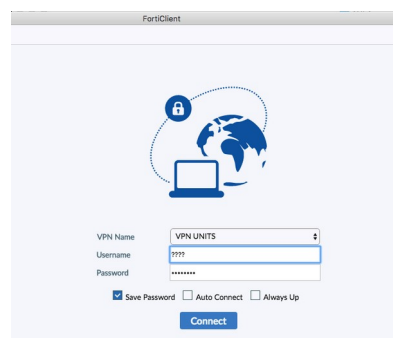 FortiClient
VPN Name VPN UNITS
Username ????
Password ••••••••
Save Password Auto Connect Always Up
Connect